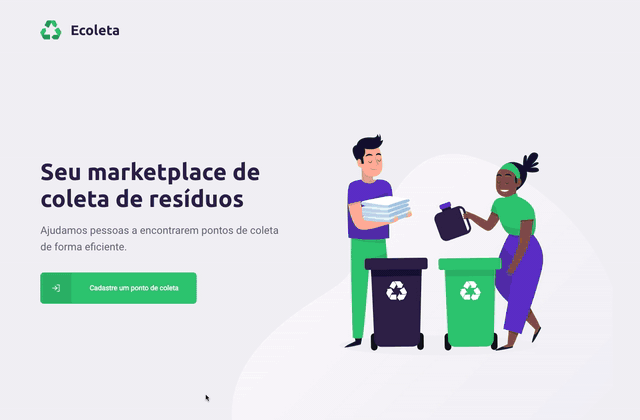 Ecoleta
Seu marketplace de
coleta de resíduos
Ajudamos pessoas a encontrarem pontos de coleta
de forma eficiente.
Cadastre um ponto de coleta